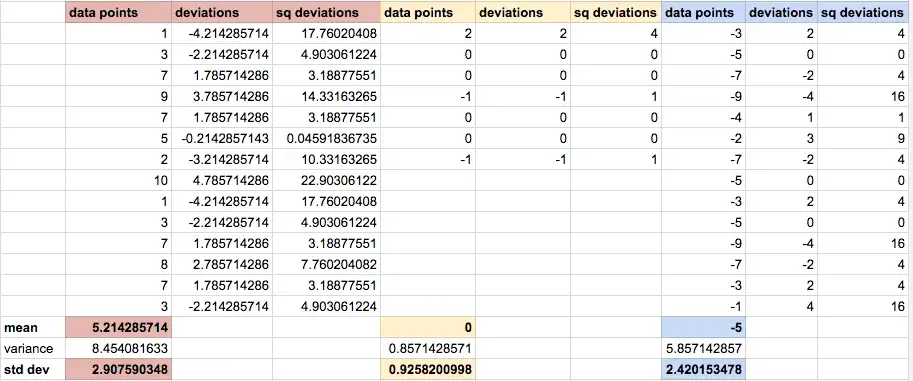 data points deviations sq deviations data points deviations sq deviations data points deviations sq deviations
1 -4.214285714 17.76020408 2 2 4 -3 2 4
3 -2.214285714 4.903061224 0 0 0 -5 0 0
7 1.785714286 3.18877551 0 0 0 -7 -2 4
9 3.785714286 14.33163265 -1 -1 1 -9 -4 16
7 1.785714286 3.18877551 0 0 0 -4 1 1
5 -0.2142857143 0.04591836735 0 0 0 -2 3 9
2 -3.214285714 10.33163265 -1 -1 1 -7 -2 4
10 4.785714286 22.90306122 -5 0 0
1 -4.214285714 17.76020408 -3 2 4
3 -2.214285714 4.903061224 -5 0 0
7 1.785714286 3.18877551 -9 -4 16
8 2.785714286 7.760204082 -7 -2 4
7 1.785714286 3.18877551 -3 2 4
3 -2.214285714 4.903061224 -1 4 16
mean 5.214285714 0 -5
variance 8.454081633 0.8571428571 5.857142857
std dev 2.907590348 0.9258200998 2.420153478